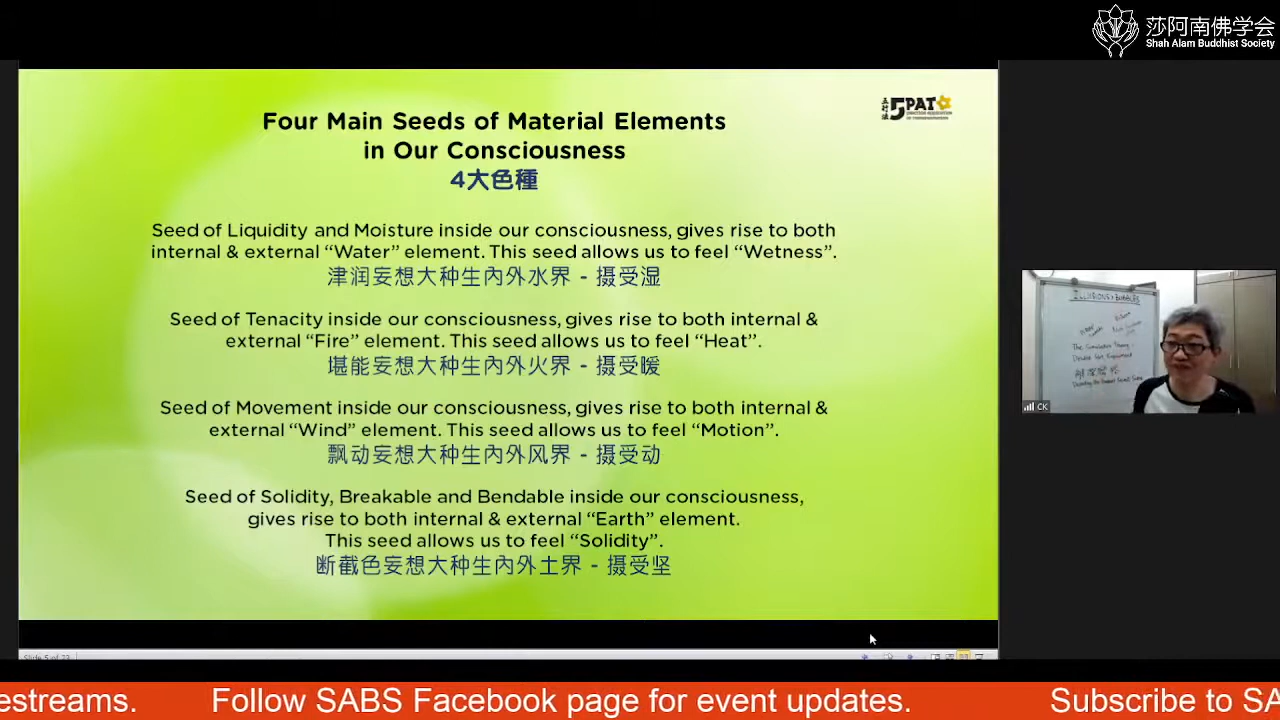 莎阿南佛学会
Shah Alam Buddhist Society
五行法
5PAT
Four Main Seeds of Material Elements
in Our Consciousness
4大色種
Seed of Liquidity and Moisture inside our consciousness, gives rise to both
internal & external “Water” element. This seed allows us to feel “Wetness”.
津润妄想大种生內外水界 - 摄受湿
Seed of Tenacity inside our consciousness, gives rise to both internal &
external “Fire” element. This seed allows us to feel “Heat”.
堪能妄想大种生內外火界 - 摄受暖
Seed of Movement inside our consciousness, gives rise to both internal &
external “Wind” element. This seed allows us to feel “Motion”.
飘动妄想大种生內外风界 - 摄受动
Seed of Solidity, Breakable and Bendable inside our consciousness,
gives rise to both internal & external “Earth” element.
This seed allows us to feel “Solidity”.
断截色妄想大种生內外土界 - 摄受坚
CK
Slide 5 of 23
estreams. Follow SABS Facebook page for event updates. Subscribe to SA